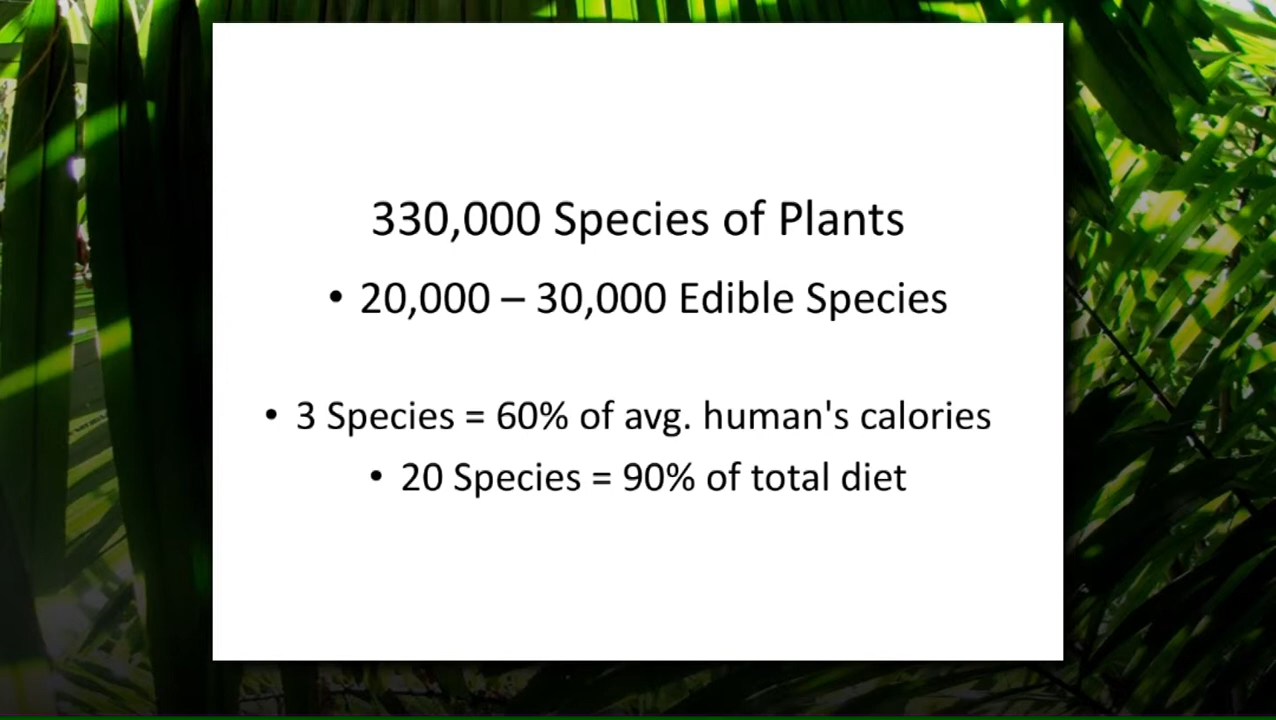 330,000 Species of Plants
• 20,000 – 30,000 Edible Species
• 3 Species = 60% of avg. human's calories
• 20 Species = 90% of total diet